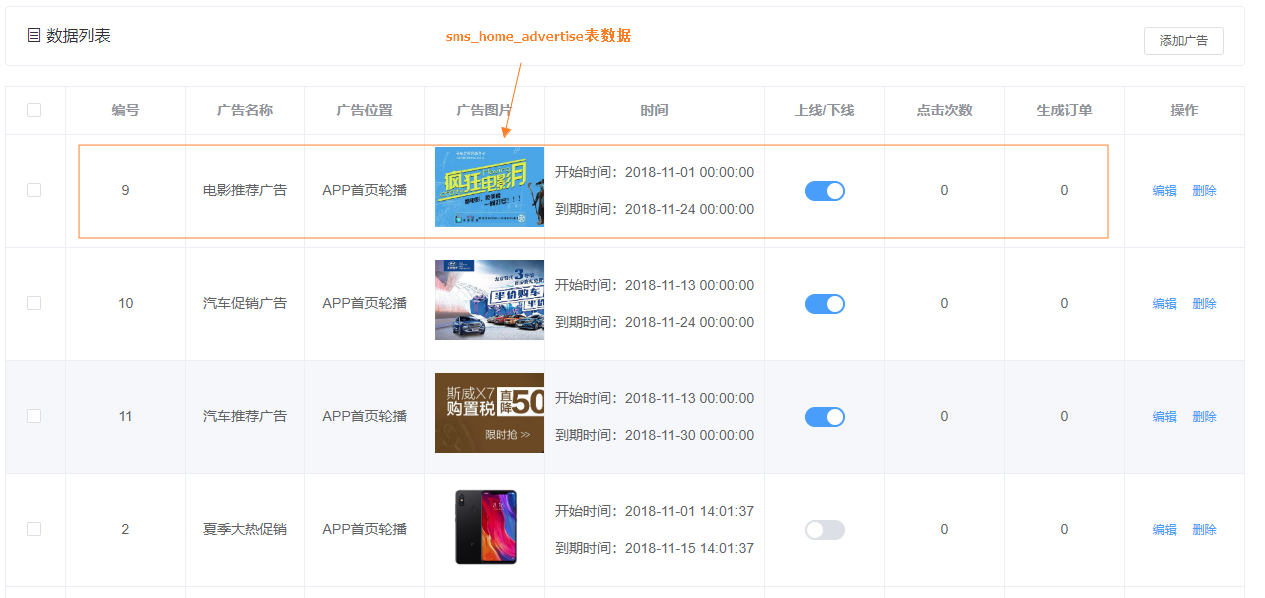 数据列表
sms_home_advertise表数据
添加广告
编号 广告名称 广告位置 广告图片 时间 上线/下线 点击次数 生成订单 操作
疯狂电影月
开始时间：2018-11-01 00:00:00
9 电影推荐广告 APP首页轮播 0 0 编辑 删除
到期时间：2018-11-24 00:00:00
半价购车
开始时间：2018-11-13 00:00:00
10 汽车促销广告 APP首页轮播 0 0 编辑 删除
到期时间：2018-11-24 00:00:00
斯威X7
购置税 直降50
限时抢 >>
开始时间：2018-11-13 00:00:00
11 汽车推荐广告 APP首页轮播 0 0 编辑 删除
到期时间：2018-11-30 00:00:00
开始时间：2018-11-01 14:01:37
2 夏季大热促销 APP首页轮播 0 0 编辑 删除
到期时间：2018-11-15 14:01:37